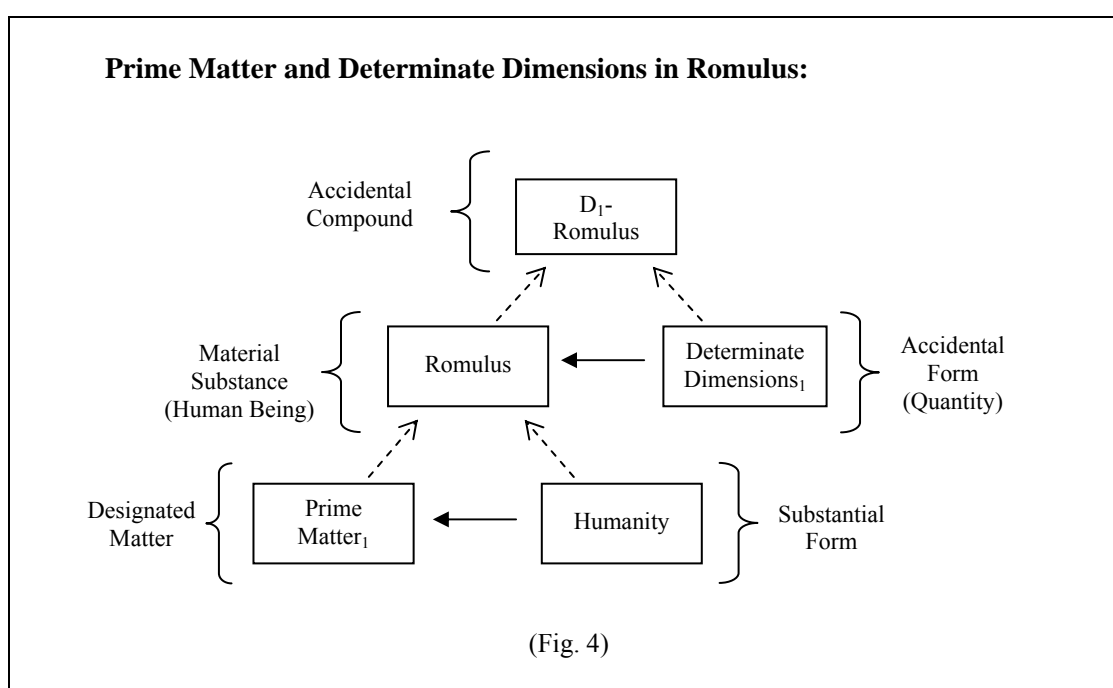 Prime Matter and Determinate Dimensions in Romulus:
Accidental
Compound
D₁-
Romulus
Material
Substance
(Human Being)
Romulus
Determinate
Dimensions₁
Accidental
Form
(Quantity)
Designated
Matter
Prime
Matter₁
Humanity
Substantial
Form
(Fig. 4)